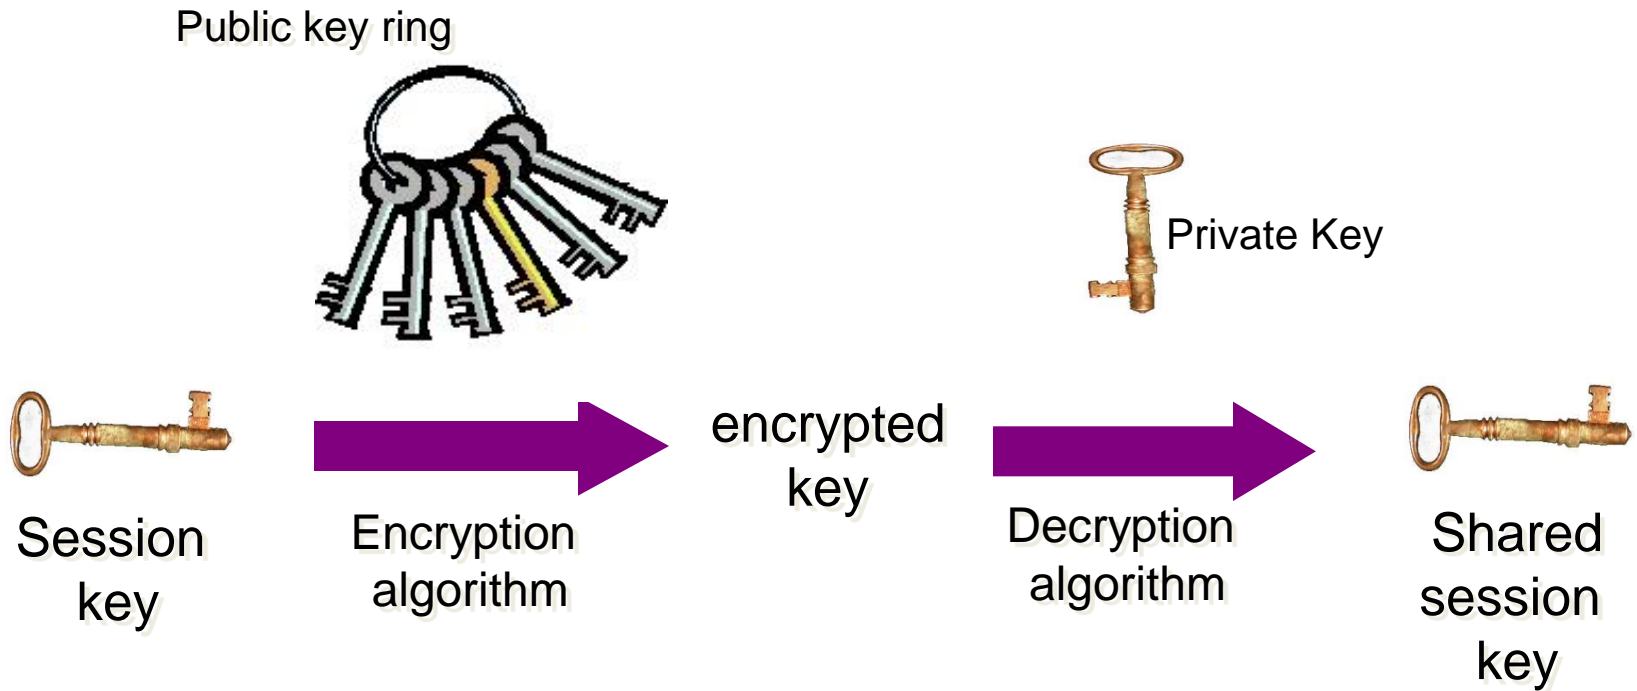 Public key ring
Private Key
Session
key
Encryption
algorithm
encrypted
key
Decryption
algorithm
Shared
session
key